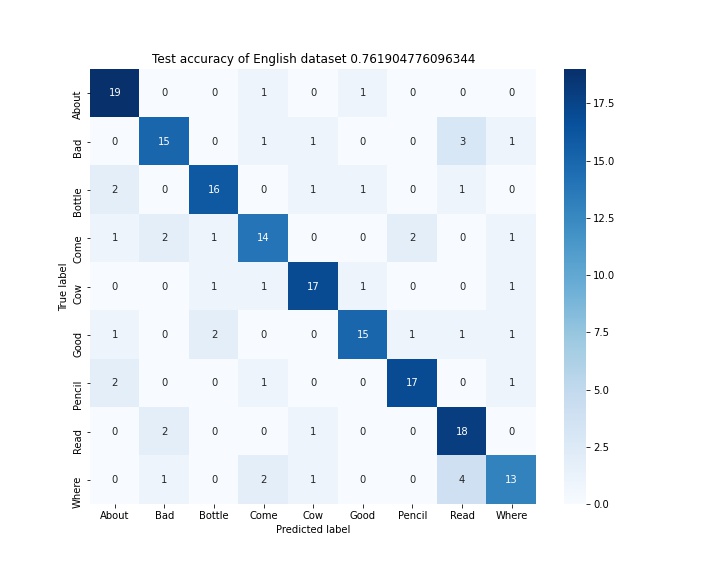 Test accuracy of English dataset 0.761904776096344
True label
About 19 0 0 1 0 1 0 0 0
Bad 0 15 0 1 1 0 0 3 1
Bottle 2 0 16 0 1 1 0 1 0
Come 1 2 1 14 0 0 2 0 1
Cow 0 0 1 1 17 1 0 0 1
Good 1 0 2 0 0 15 1 1 1
Pencil 2 0 0 1 0 0 17 0 1
Read 0 2 0 0 1 0 0 18 0
Where 0 1 0 2 1 0 0 4 13
About Bad Bottle Come Cow Good Pencil Read Where
Predicted label
17.5
15.0
12.5
10.0
7.5
5.0
2.5
0.0